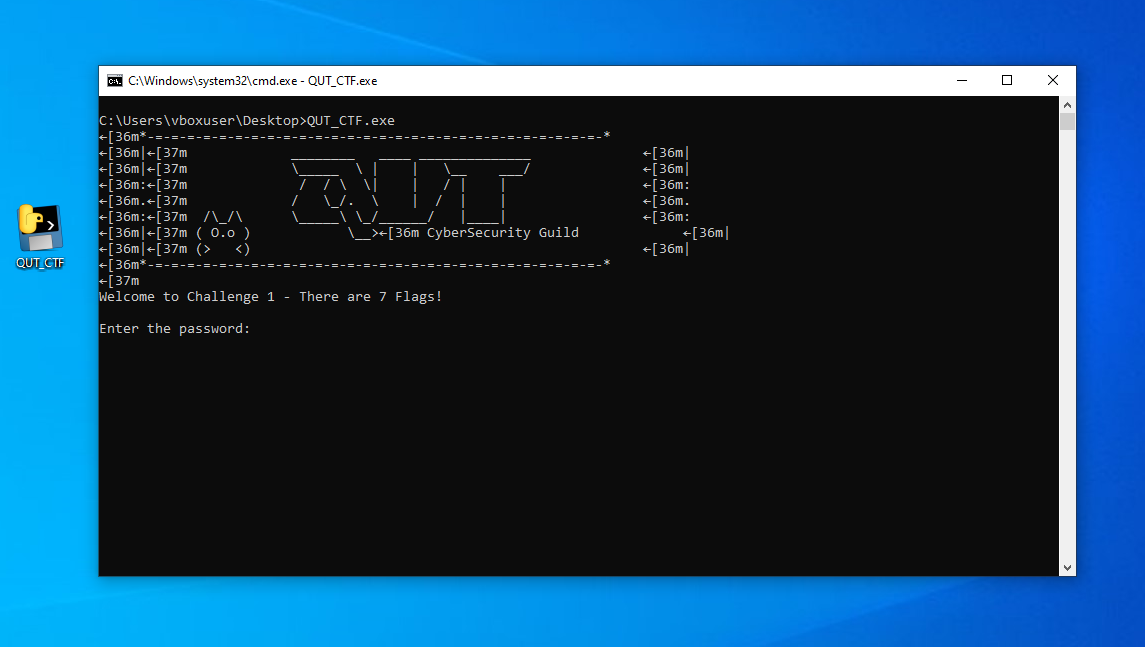 C:\Windows\system32\cmd.exe - QUT_CTF.exe
C:\Users\vboxuser\Desktop>QUT_CTF.exe
←[36m*-=-=-=-=-=-=-=-=-=-=-=-=-=-=-=-=-=-=-=-=-=-=-=-=-=-=-=-=-*
←[36m|←[37m             ________   ____ ______________              ←[36m|
←[36m|←[37m             \_____  \ |    |   \__    ___/              ←[36m|
←[36m:←[37m              /  / \  \|    |   / |    |                 ←[36m:
←[36m.←[37m             /   \_/.  \    |  /  |    |                 ←[36m.
←[36m:←[37m  /\_/\      \_____\ \_/______/   |____|                 ←[36m:
←[36m|←[37m ( O.o )            \__>←[36m CyberSecurity Guild             ←[36m|
←[36m|←[37m (>   <)                                                 ←[36m|
←[36m*-=-=-=-=-=-=-=-=-=-=-=-=-=-=-=-=-=-=-=-=-=-=-=-=-=-=-=-=-*
←[37m
Welcome to Challenge 1 - There are 7 Flags!
Enter the password:
QUT_CTF